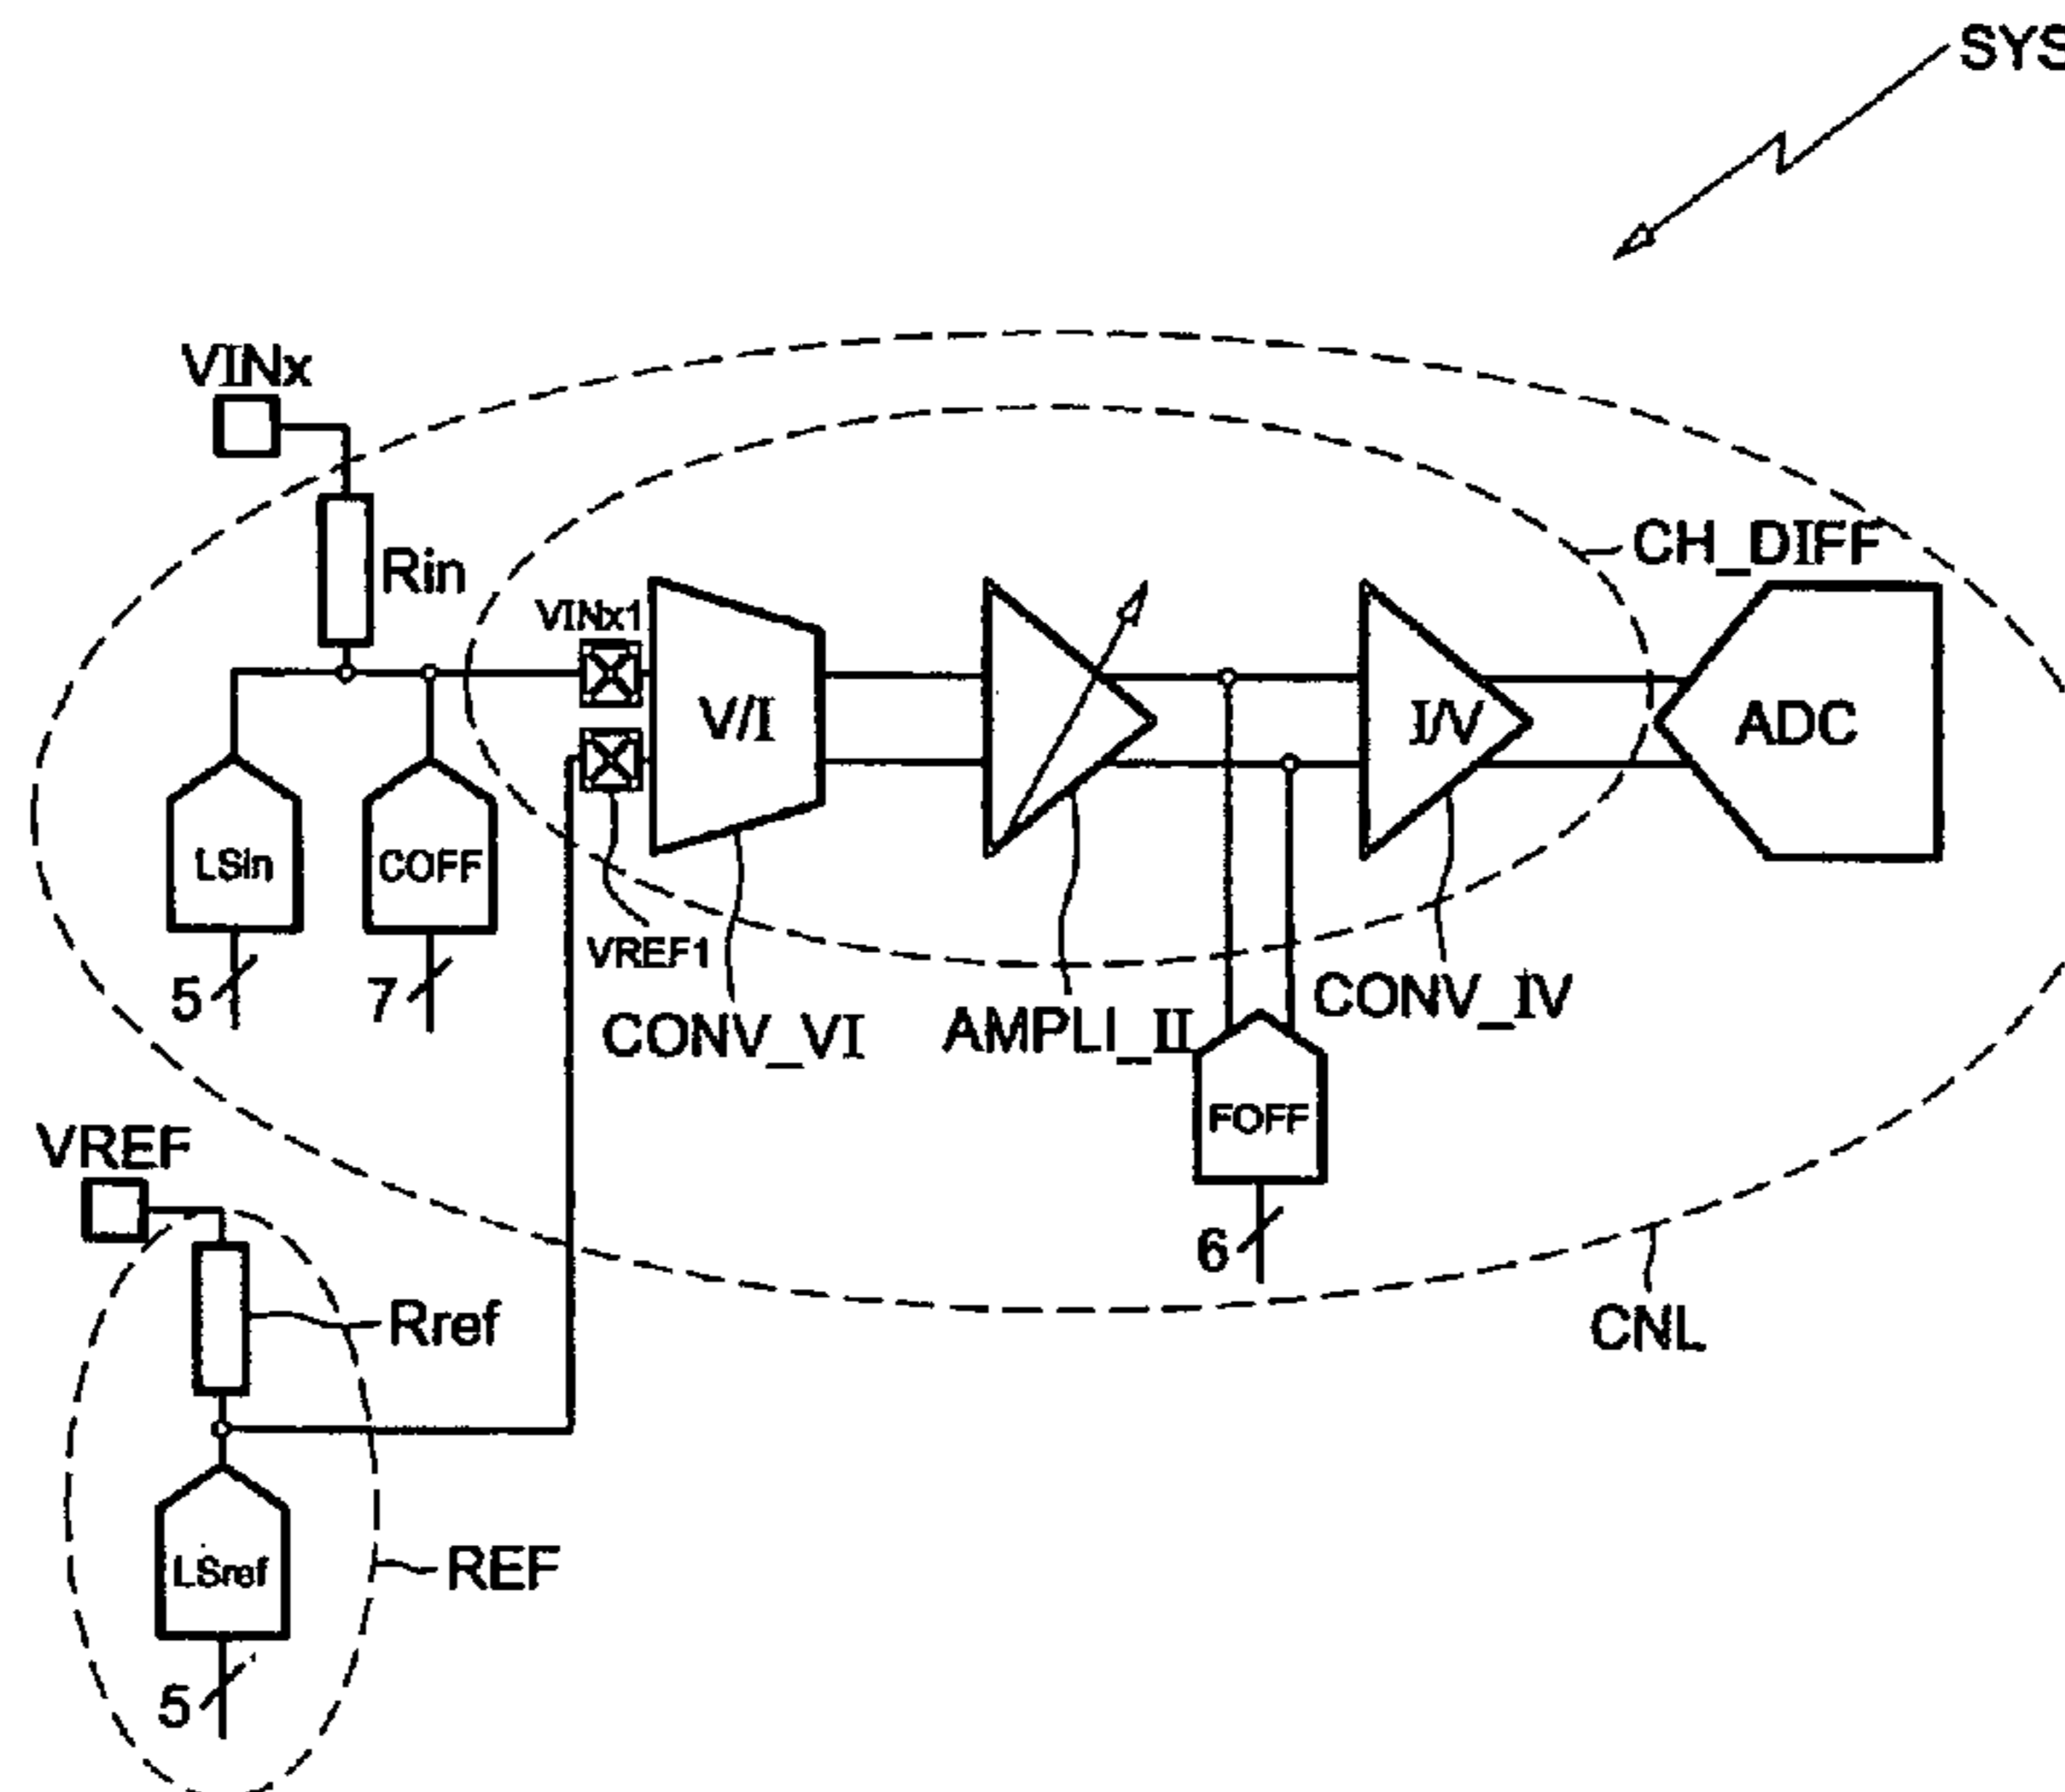 SYS
VINx
Rin
VINx1
CH_DIFF
V/I
I/V
ADC
LSin
COFF
VREF1
5
7
CONV_VI
AMPLI_II
CONV_IV
FOFF
VREF
6
Rref
CNL
LSref
REF
5